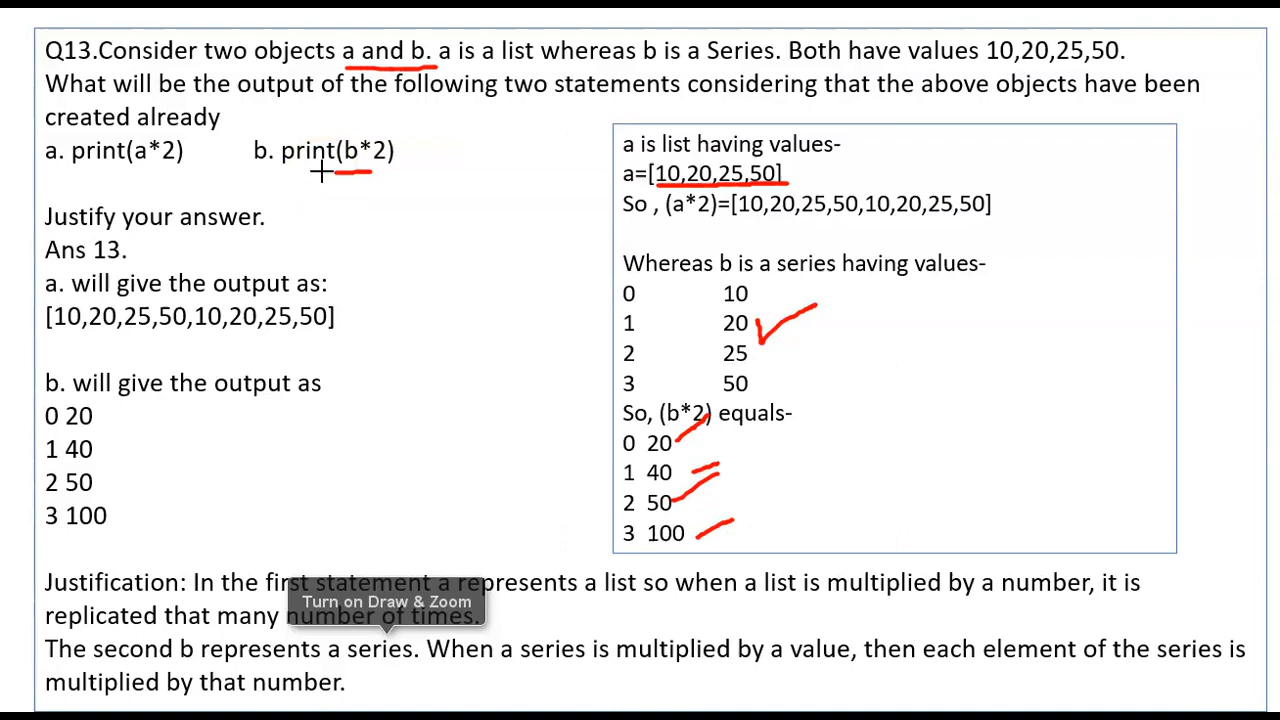 Q13.Consider two objects a and b. a is a list whereas b is a Series. Both have values 10,20,25,50.
What will be the output of the following two statements considering that the above objects have been
created already
a. print(a*2) b. print(b*2)
Justify your answer.
Ans 13.
a. will give the output as:
[10,20,25,50,10,20,25,50]
b. will give the output as
0 20
1 40
2 50
3 100
a is list having values-
a=[10,20,25,50]
So , (a*2)=[10,20,25,50,10,20,25,50]
Whereas b is a series having values-
0 10
1 20
2 25
3 50
So, (b*2) equals-
0 20
1 40
2 50
3 100
Justification: In the first statement a represents a list so when a list is multiplied by a number, it is
replicated that many number of times.
Turn on Draw & Zoom
The second b represents a series. When a series is multiplied by a value, then each element of the series is
multiplied by that number.